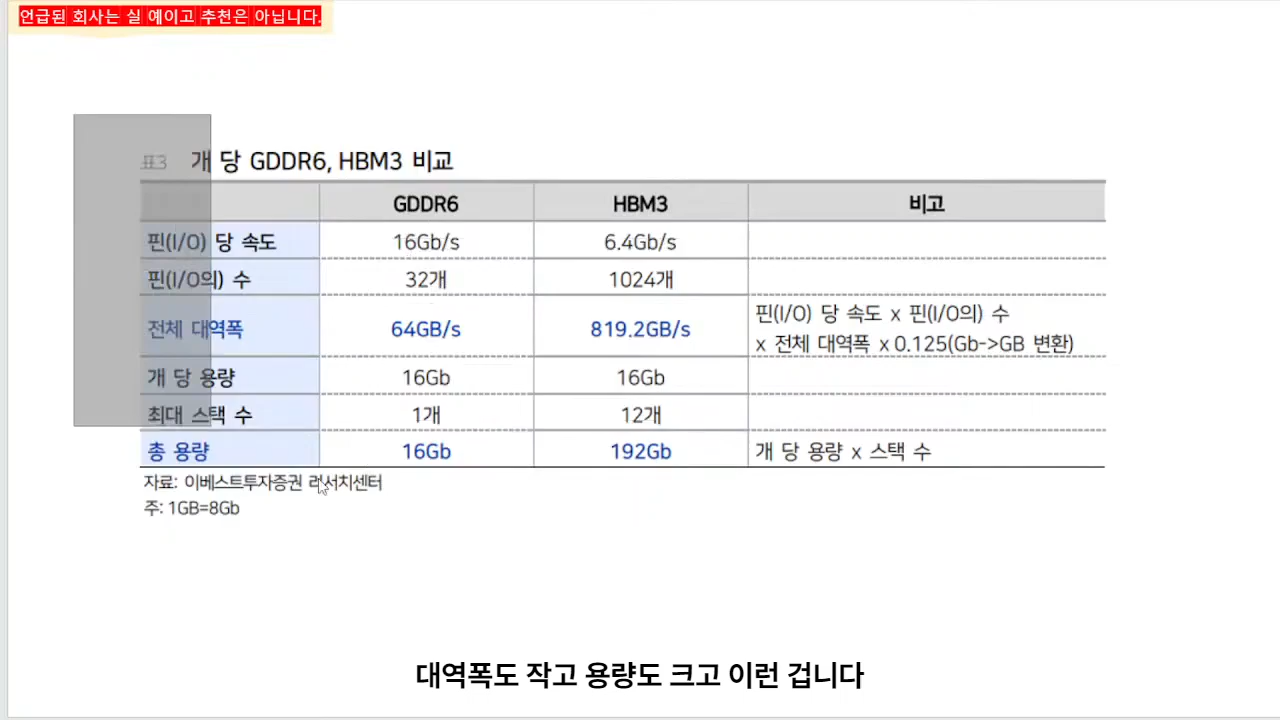 언급된 회사는 실 예이고 추천은 아닙니다.
표3 개 당 GDDR6, HBM3 비교
GDDR6 HBM3 비고
핀(I/O) 당 속도 16Gb/s 6.4Gb/s
핀(I/O의) 수 32개 1024개
전체 대역폭 64GB/s 819.2GB/s 핀(I/O) 당 속도 x 핀(I/O의) 수
x 전체 대역폭 x 0.125(Gb->GB 변환)
개 당 용량 16Gb 16Gb
최대 스택 수 1개 12개
총 용량 16Gb 192Gb 개 당 용량 x 스택 수
자료: 이베스트투자증권 리서치센터
주: 1GB=8Gb
대역폭도 작고 용량도 크고 이런 겁니다